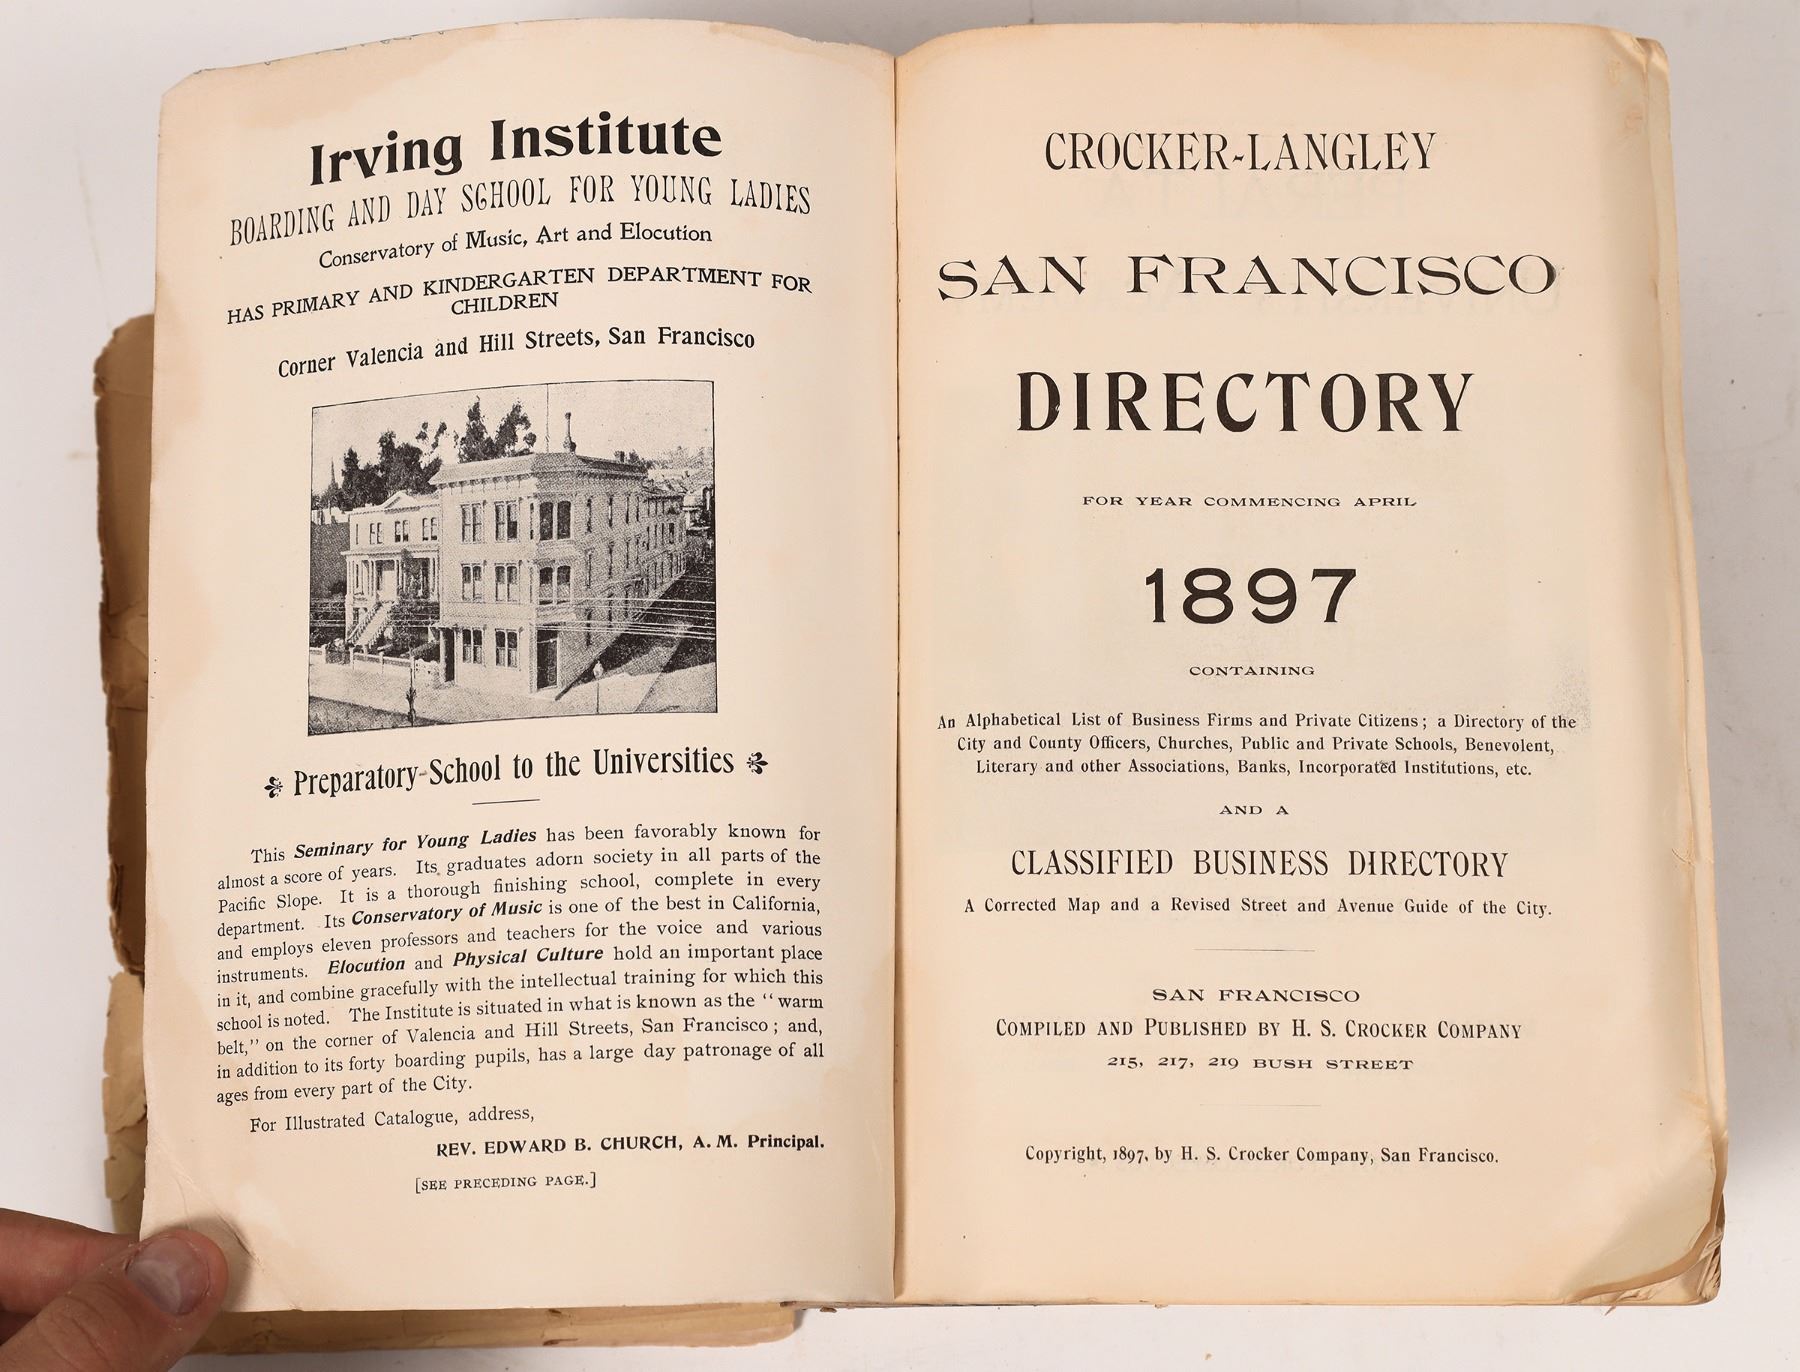 Irving Institute
BOARDING AND DAY SCHOOL FOR YOUNG LADIES
Conservatory of Music, Art and Elocution
HAS PRIMARY AND KINDERGARTEN DEPARTMENT FOR
CHILDREN
Corner Valencia and Hill Streets, San Francisco
Preparatory School to the Universities
This Seminary for Young Ladies has been favorably known for
almost a score of years. Its graduates adorn society in all parts of the
Pacific Slope. It is a thorough finishing school, complete in every
department. Its Conservatory of Music is one of the best in California,
and employs eleven professors and teachers for the voice and various
instruments. Elocution and Physical Culture hold an important place
in it, and combine gracefully with the intellectual training for which this
school is noted. The Institute is situated in what is known as the "warm
belt," on the corner of Valencia and Hill Streets, San Francisco; and,
in addition to its forty boarding pupils, has a large day patronage of all
ages from every part of the City.
For Illustrated Catalogue, address,
REV. EDWARD B. CHURCH, A. M. Principal.
[SEE PRECEDING PAGE.]
CROCKER-LANGLEY
SAN FRANCISCO
DIRECTORY
FOR YEAR COMMENCING APRIL
1897
CONTAINING
An Alphabetical List of Business Firms and Private Citizens; a Directory of the
City and County Officers, Churches, Public and Private Schools, Benevolent,
Literary and other Associations, Banks, Incorporated Institutions, etc.
AND A
CLASSIFIED BUSINESS DIRECTORY
A Corrected Map and a Revised Street and Avenue Guide of the City.
SAN FRANCISCO
COMPILED AND PUBLISHED BY H. S. CROCKER COMPANY
215, 217, 219 BUSH STREET
Copyright, 1897, by H. S. Crocker Company, San Francisco.